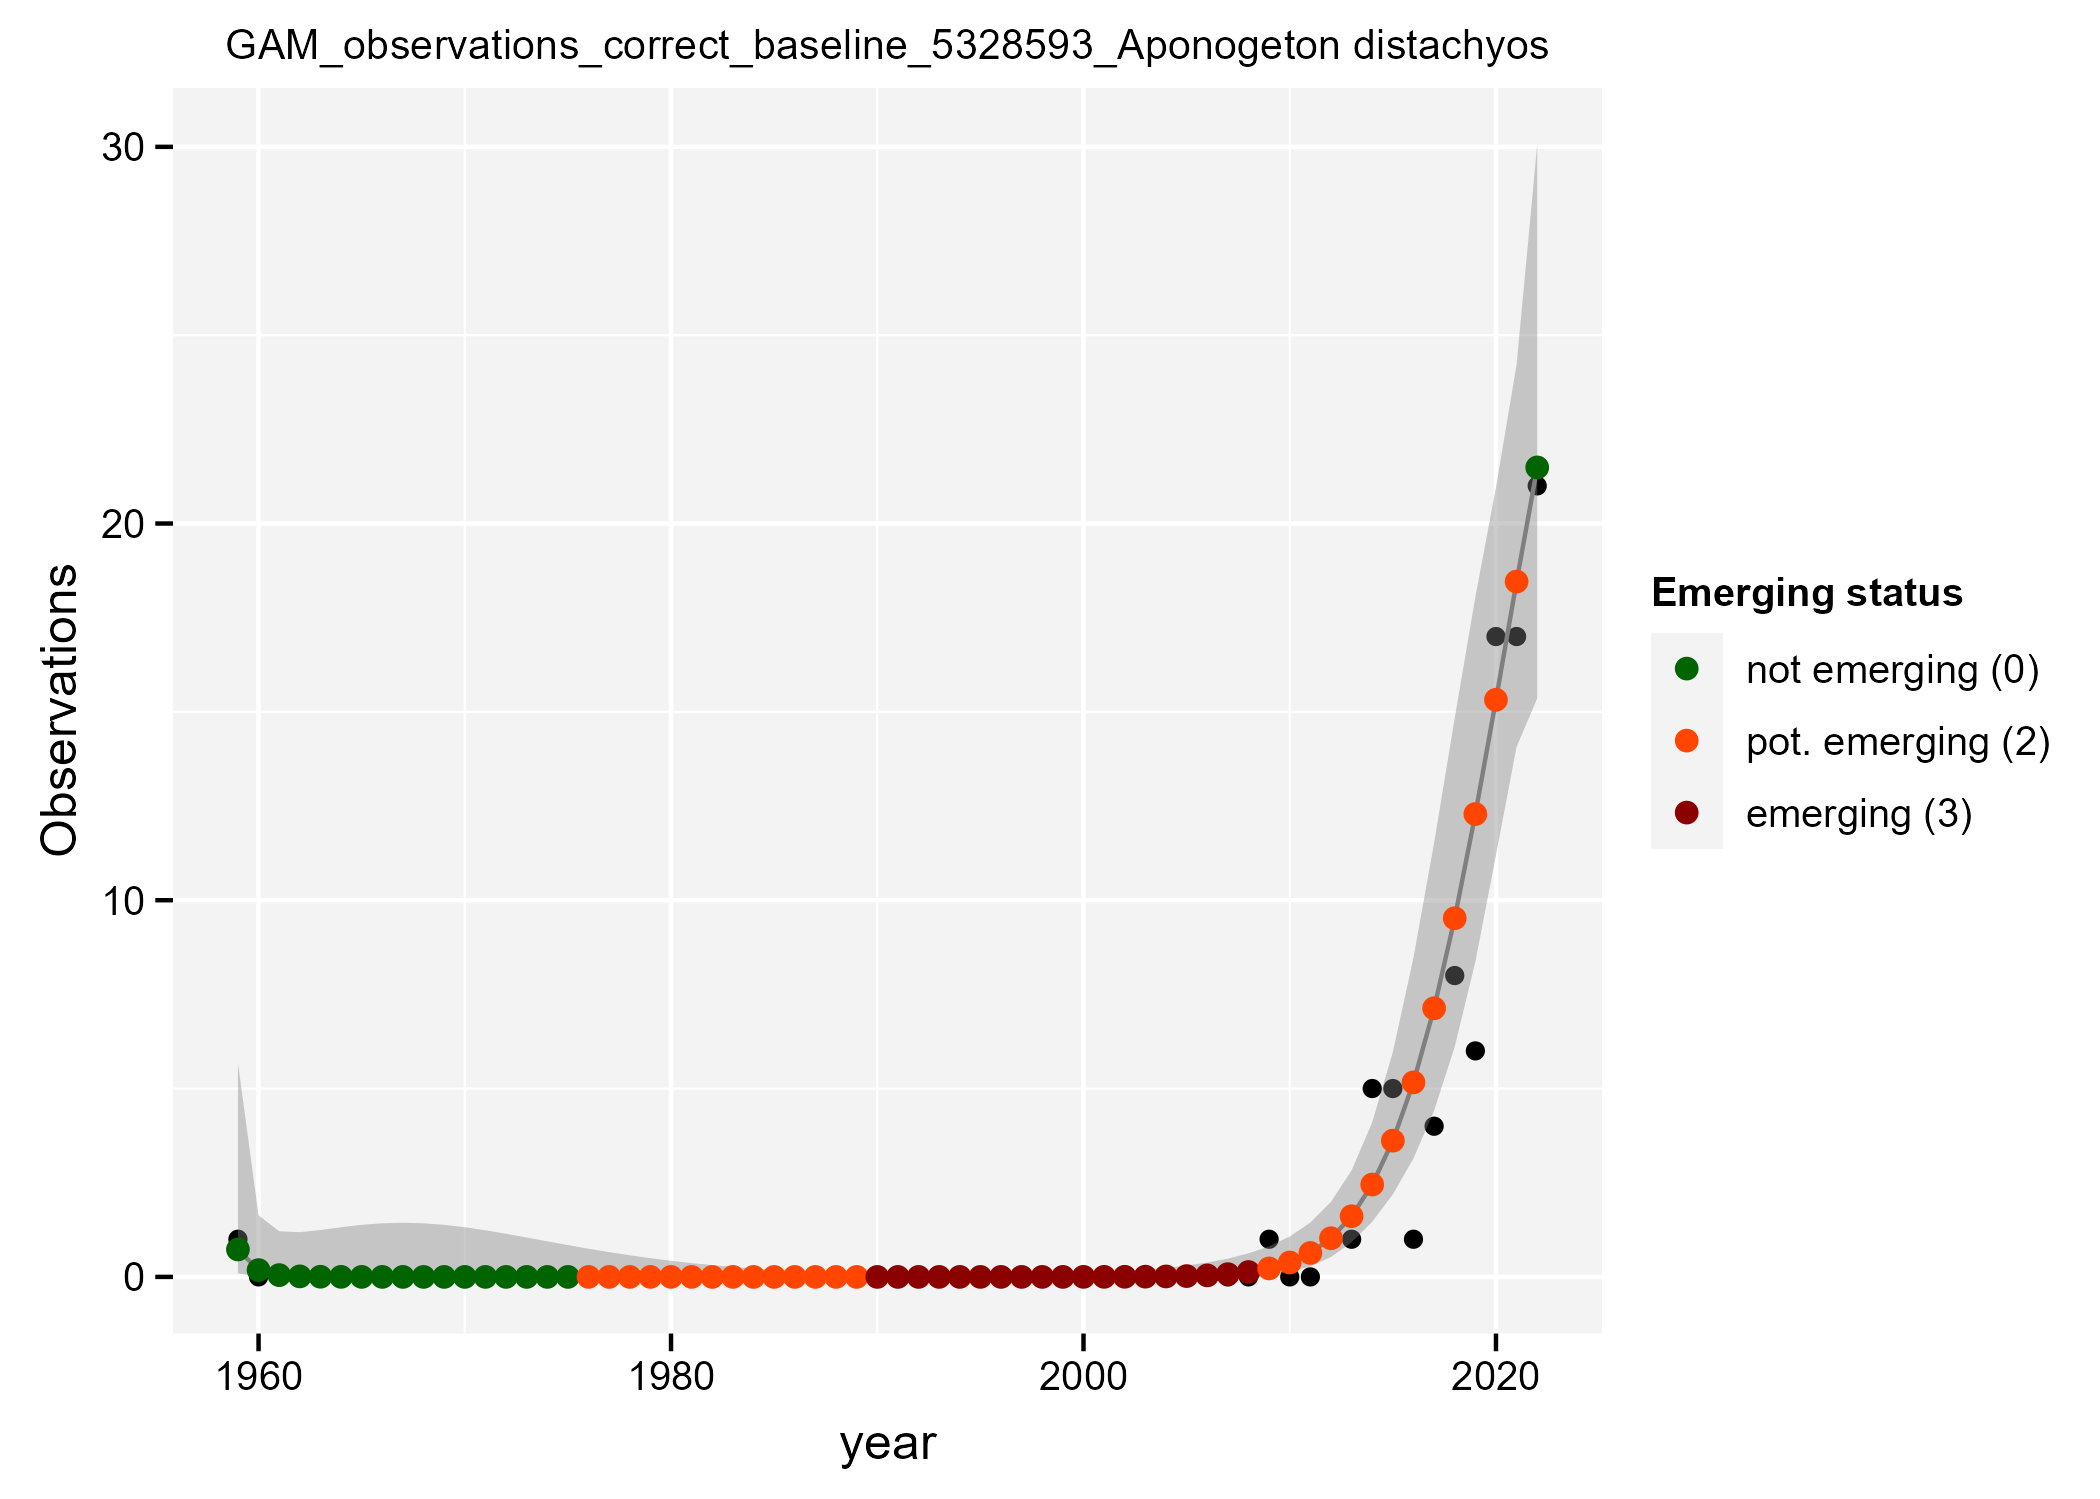 GAM_observations_correct_baseline_5328593_Aponogeton distachyos
30
20
10
0
Observations
1960 1980 2000 2020
year
Emerging status
not emerging (0)
pot. emerging (2)
emerging (3)